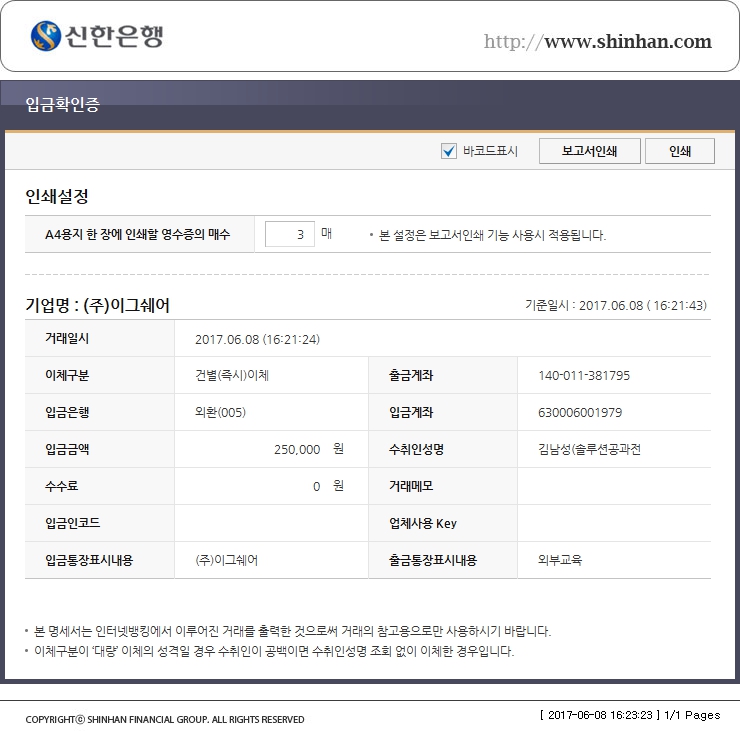 신한은행
http://www.shinhan.com
입금확인증
바코드표시 보고서인쇄 인쇄
인쇄설정
A4용지 한 장에 인쇄할 영수증의 매수 3 매 • 본 설정은 보고서인쇄 기능 사용시 적용됩니다.
기업명 : (주)이그쉐어 기준일시 : 2017.06.08 ( 16:21:43)
거래일시 2017.06.08 (16:21:24)
이체구분 건별(즉시)이체 출금계좌 140-011-381795
입금은행 외환(005) 입금계좌 630006001979
입금금액 250,000 원 수취인성명 김남성(솔루션공과전
수수료 0 원 거래메모
입금인코드 업체사용 Key
입금통장표시내용 (주)이그쉐어 출금통장표시내용 외부교육
• 본 명세서는 인터넷뱅킹에서 이루어진 거래를 출력한 것으로써 거래의 참고용으로만 사용하시기 바랍니다.
• 이체구분이 '대량' 이체의 성격일 경우 수취인이 공백이면 수취인성명 조회 없이 이체한 경우입니다.
COPYRIGHTⓒ SHINHAN FINANCIAL GROUP. ALL RIGHTS RESERVED [ 2017-06-08 16:23:23 ] 1/1 Pages